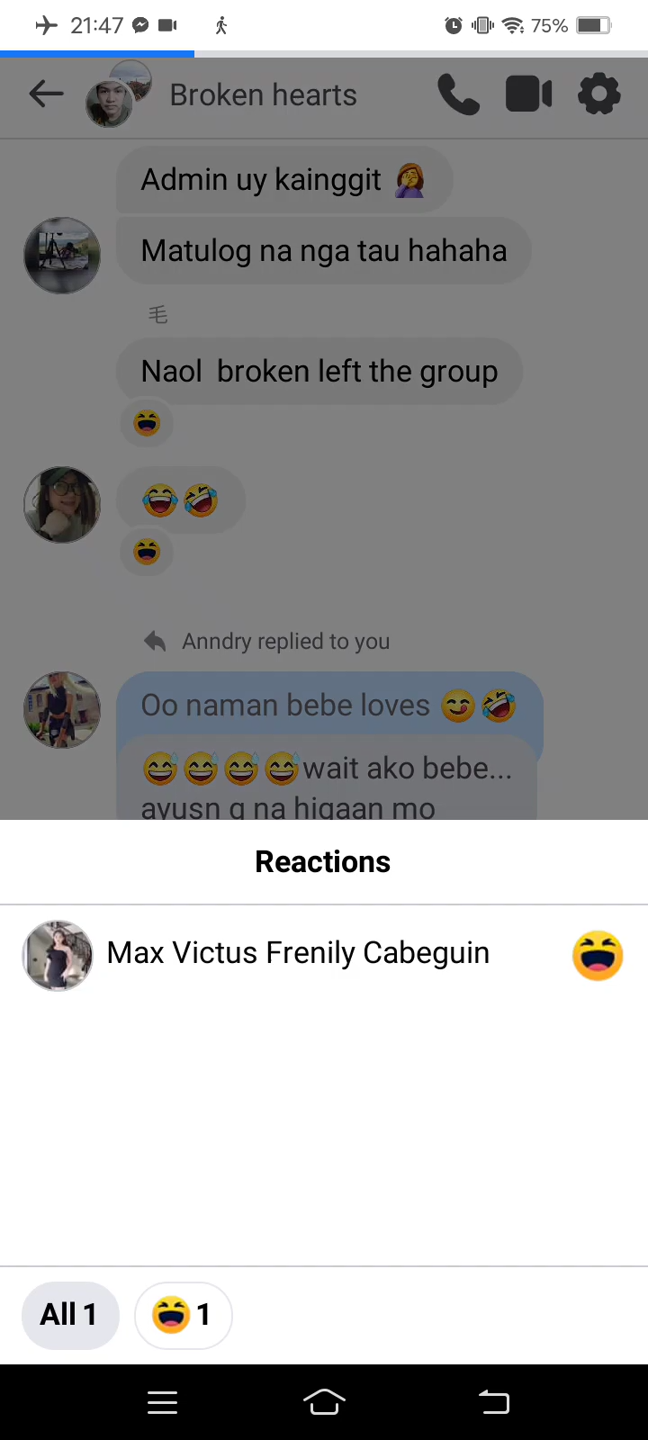 21:47
75%
Broken hearts
Admin uy kainggit 🤦‍♀️
Matulog na nga tau hahaha
毛
Naol broken left the group
😆
😂🤣
😆
Anndry replied to you
Oo naman bebe loves 😋🤣
😅😅😅😅wait ako bebe...
ayusn q na higaan mo
Reactions
Max Victus Frenily Cabeguin 😆
All 1 😆 1